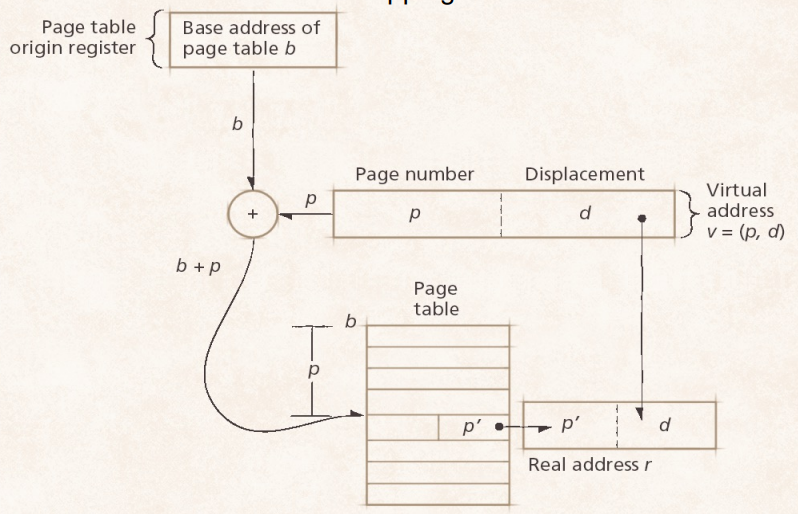 Page table
origin register
Base address of
page table b
b
Page number
Displacement
+
p
p
d
Virtual
address
v = (p, d)
b + p
Page
table
b
p
p′
p′
d
Real address r